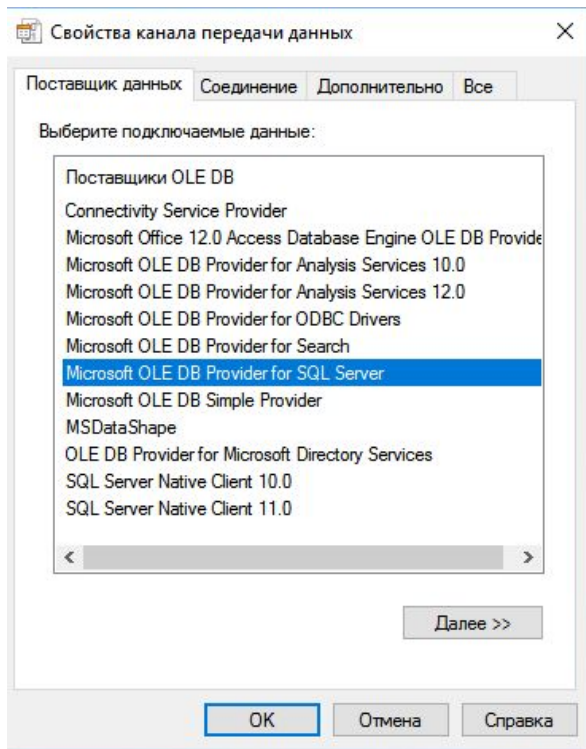 Свойства канала передачи данных
Поставщик данных Соединение Дополнительно Все
Выберите подключаемые данные:
Поставщики OLE DB
Connectivity Service Provider
Microsoft Office 12.0 Access Database Engine OLE DB Provide
Microsoft OLE DB Provider for Analysis Services 10.0
Microsoft OLE DB Provider for Analysis Services 12.0
Microsoft OLE DB Provider for ODBC Drivers
Microsoft OLE DB Provider for Search
Microsoft OLE DB Provider for SQL Server
Microsoft OLE DB Simple Provider
MSDataShape
OLE DB Provider for Microsoft Directory Services
SQL Server Native Client 10.0
SQL Server Native Client 11.0
Далее >>
OK Отмена Справка